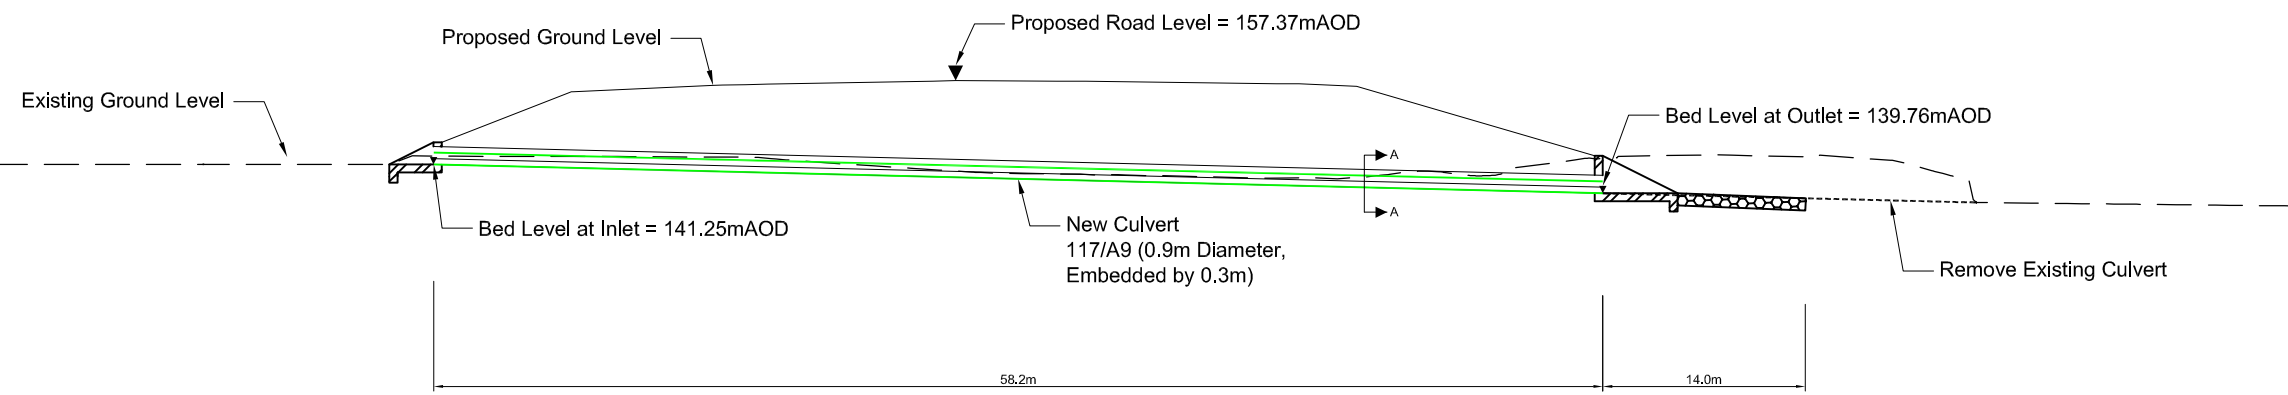 Proposed Road Level = 157.37mAOD
Proposed Ground Level
Existing Ground Level
Bed Level at Outlet = 139.76mAOD
A
A
Bed Level at Inlet = 141.25mAOD
New Culvert
117/A9 (0.9m Diameter,
Embedded by 0.3m)
Remove Existing Culvert
58.2m
14.0m